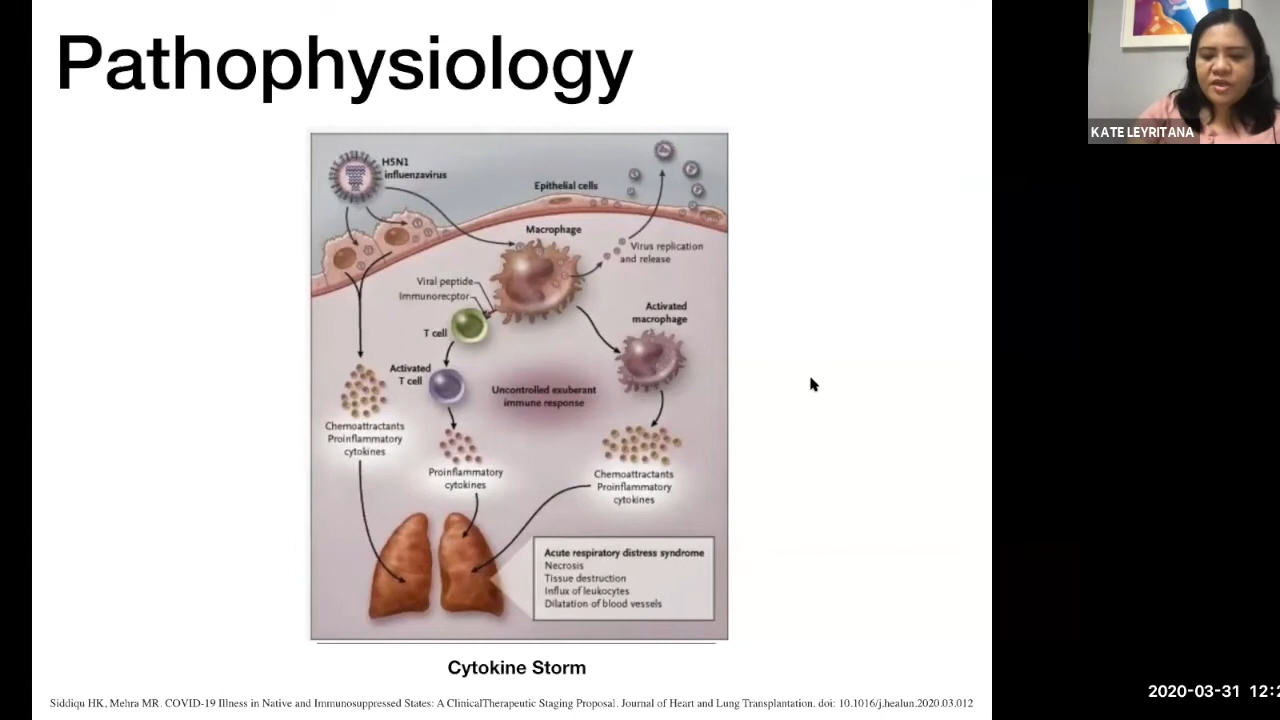 Pathophysiology
KATE LEYRITANA
H5N1
influenzavirus
Epithelial cells
Macrophage
Virus replication
and release
Viral peptide
Immunoreceptor
Activated
macrophage
T cell
Activated
T cell
Uncontrolled exuberant
immune response
Chemoattractants
Proinflammatory
cytokines
Proinflammatory
cytokines
Chemoattractants
Proinflammatory
cytokines
Acute respiratory distress syndrome
Necrosis
Tissue destruction
Influx of leukocytes
Dilatation of blood vessels
Cytokine Storm
Siddiqu HK, Mehra MR. COVID-19 Illness in Native and Immunosuppressed States: A ClinicalTherapeutic Staging Proposal. Journal of Heart and Lung Transplantation. doi: 10.1016/j.healun.2020.03.012
2020-03-31 12:2